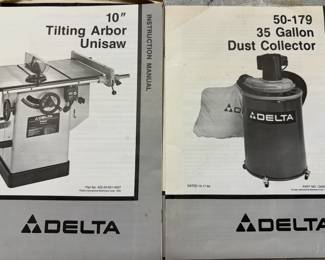 10"
Tilting Arbor
Unisaw
INSTRUCTION MANUAL
DELTA
50-179
35 Gallon
Dust Collector
DELTA
DELTA